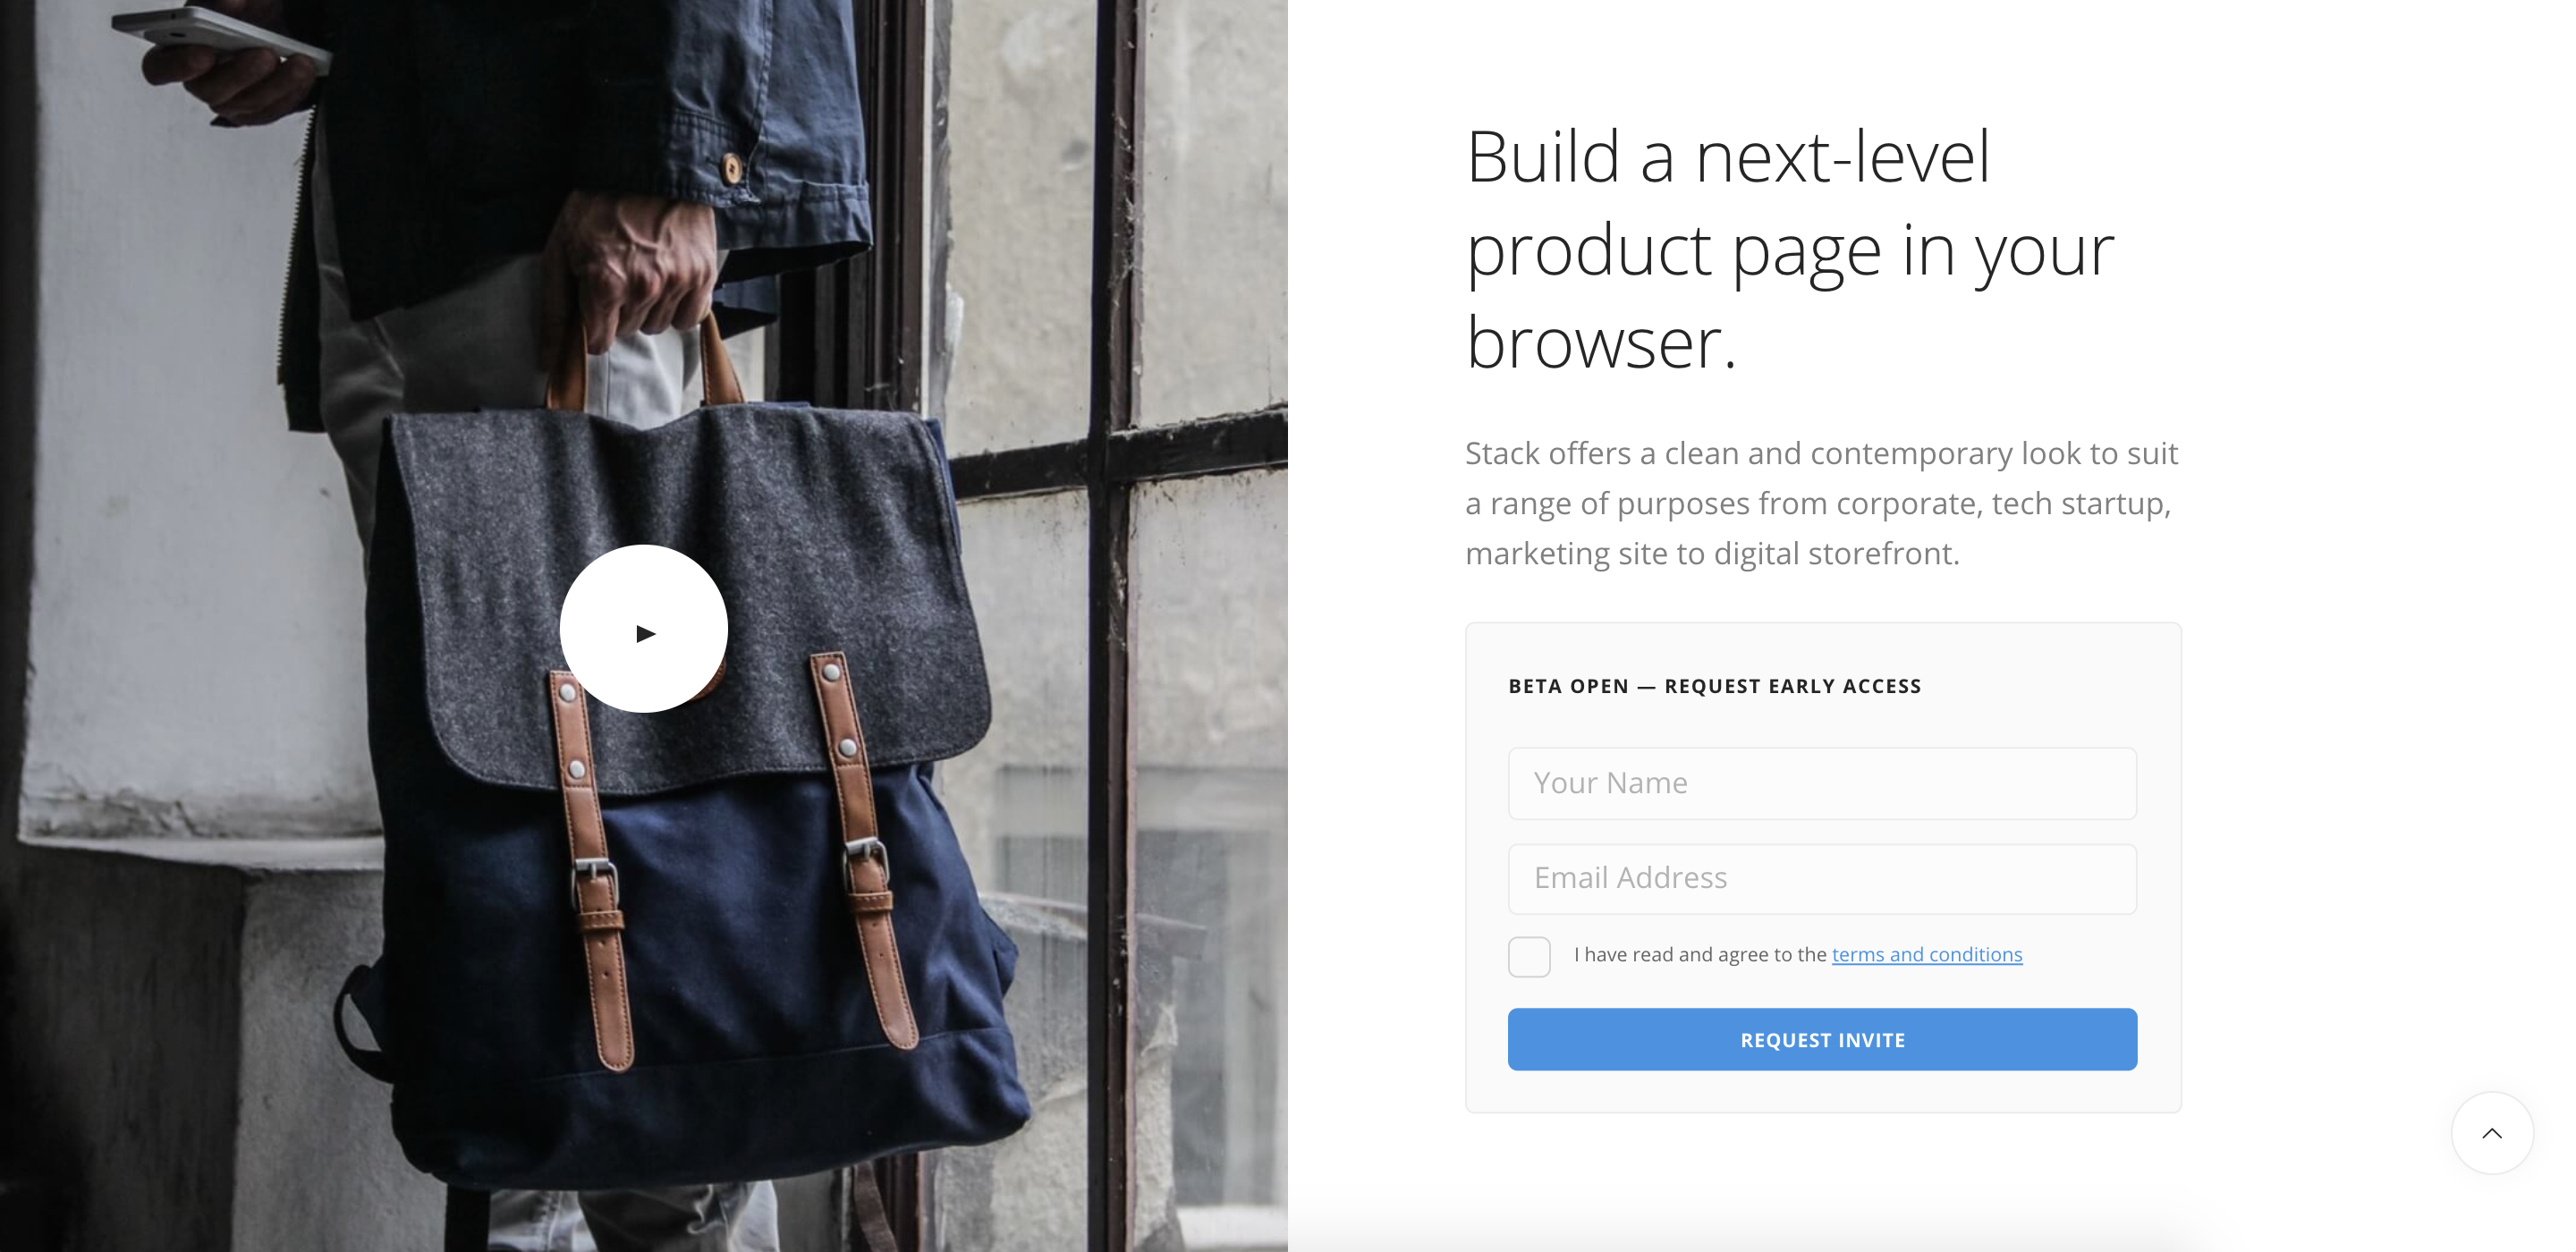 Build a next-level
product page in your
browser.
Stack offers a clean and contemporary look to suit
a range of purposes from corporate, tech startup,
marketing site to digital storefront.
BETA OPEN — REQUEST EARLY ACCESS
Your Name
Email Address
I have read and agree to the terms and conditions
REQUEST INVITE